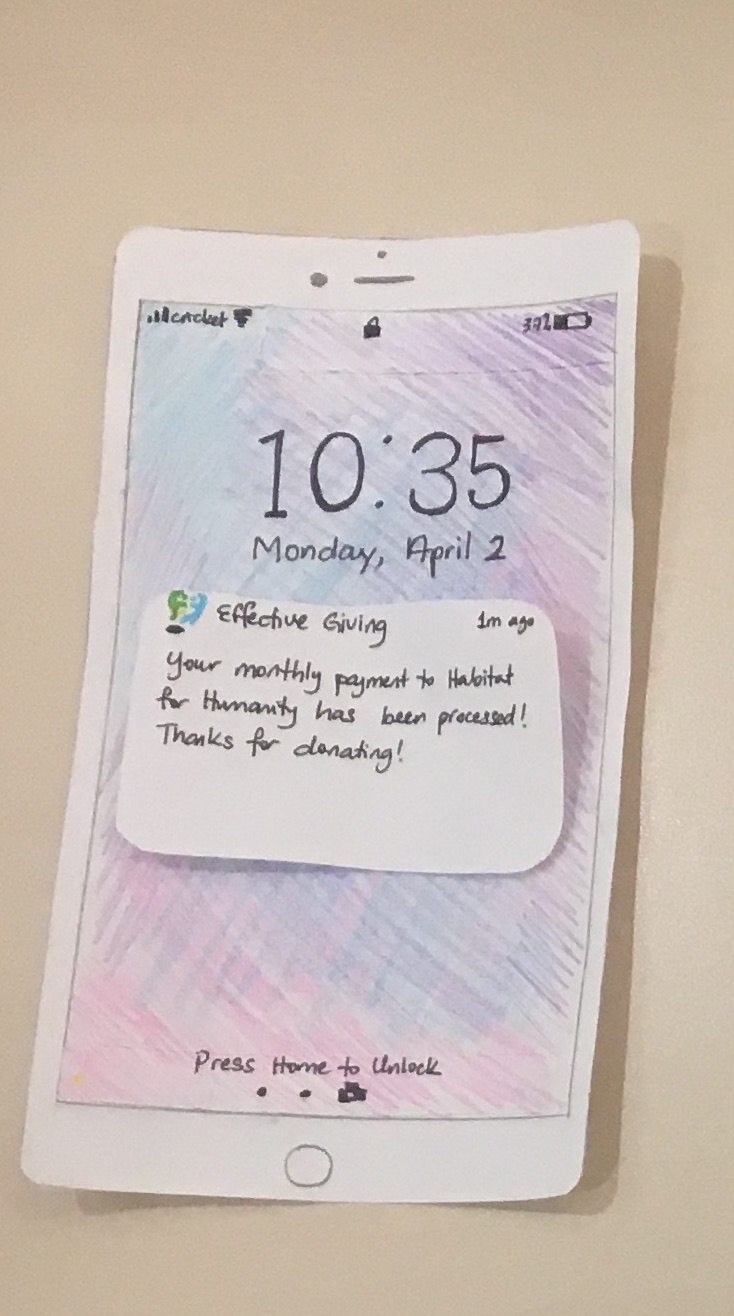 cricket
37%
10:35
Monday, April 2
Effective Giving 1m ago
Your monthly payment to Habitat
for Humanity has been processed!
Thanks for donating!
Press Home to Unlock